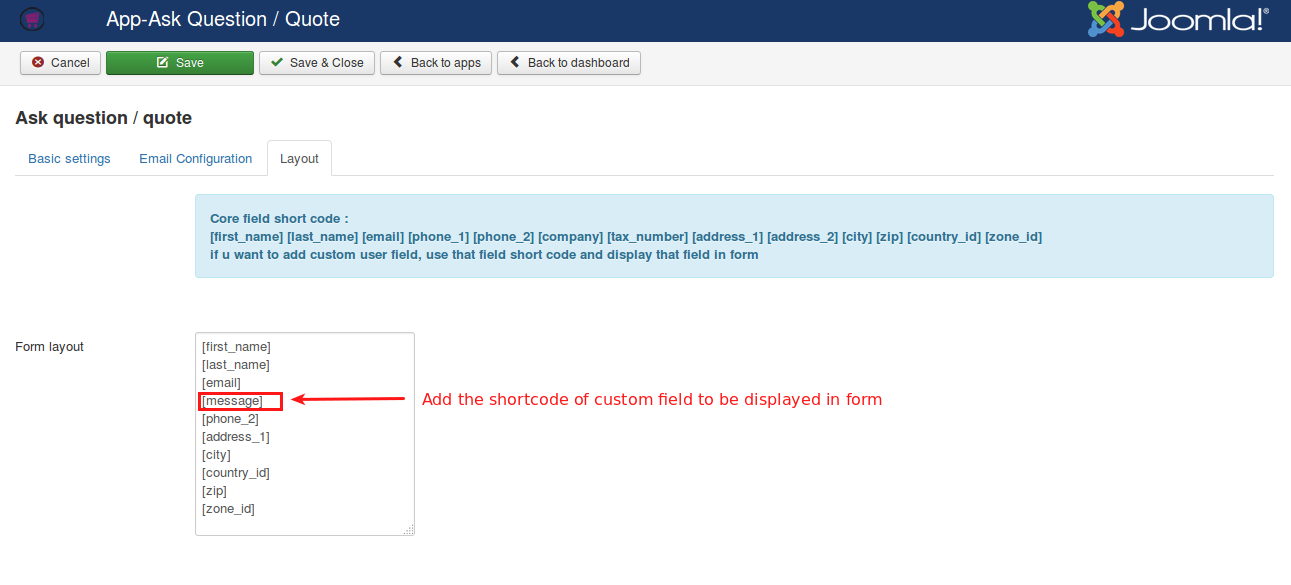 App-Ask Question / Quote
Joomla!®
Cancel
Save
Save & Close
Back to apps
Back to dashboard
Ask question / quote
Basic settings
Email Configuration
Layout
Core field short code :
[first_name] [last_name] [email] [phone_1] [phone_2] [company] [tax_number] [address_1] [address_2] [city] [zip] [country_id] [zone_id]
if u want to add custom user field, use that field short code and display that field in form
Form layout
[first_name]
[last_name]
[email]
[message]
Add the shortcode of custom field to be displayed in form
[phone_2]
[address_1]
[city]
[country_id]
[zip]
[zone_id]